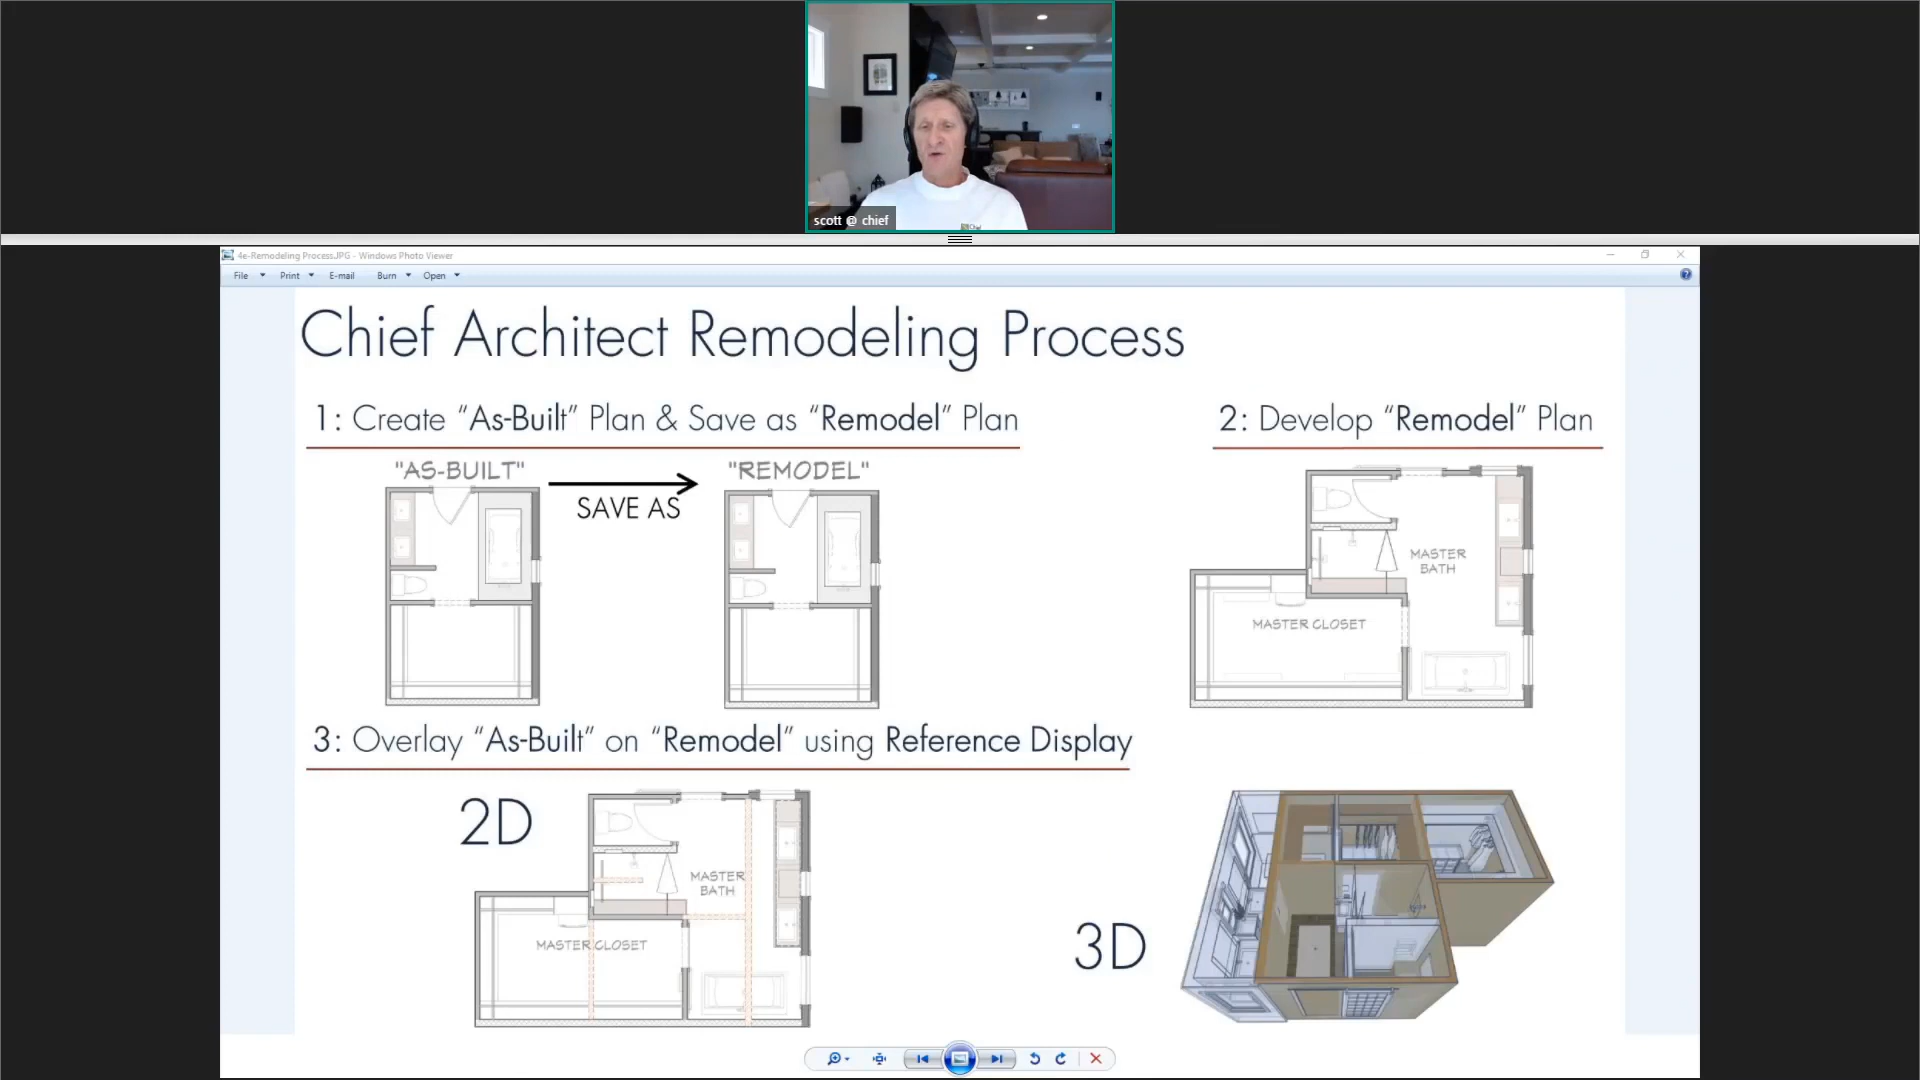 scott @ chief
4e-Remodeling Process.JPG - Windows Photo Viewer
File Print E-mail Burn Open
Chief Architect Remodeling Process
1: Create “As-Built” Plan & Save as “Remodel” Plan
2: Develop “Remodel” Plan
"AS-BUILT"
SAVE AS
"REMODEL"
MASTER
BATH
MASTER CLOSET
3: Overlay “As-Built” on “Remodel” using Reference Display
2D
MASTER
BATH
MASTER CLOSET
3D